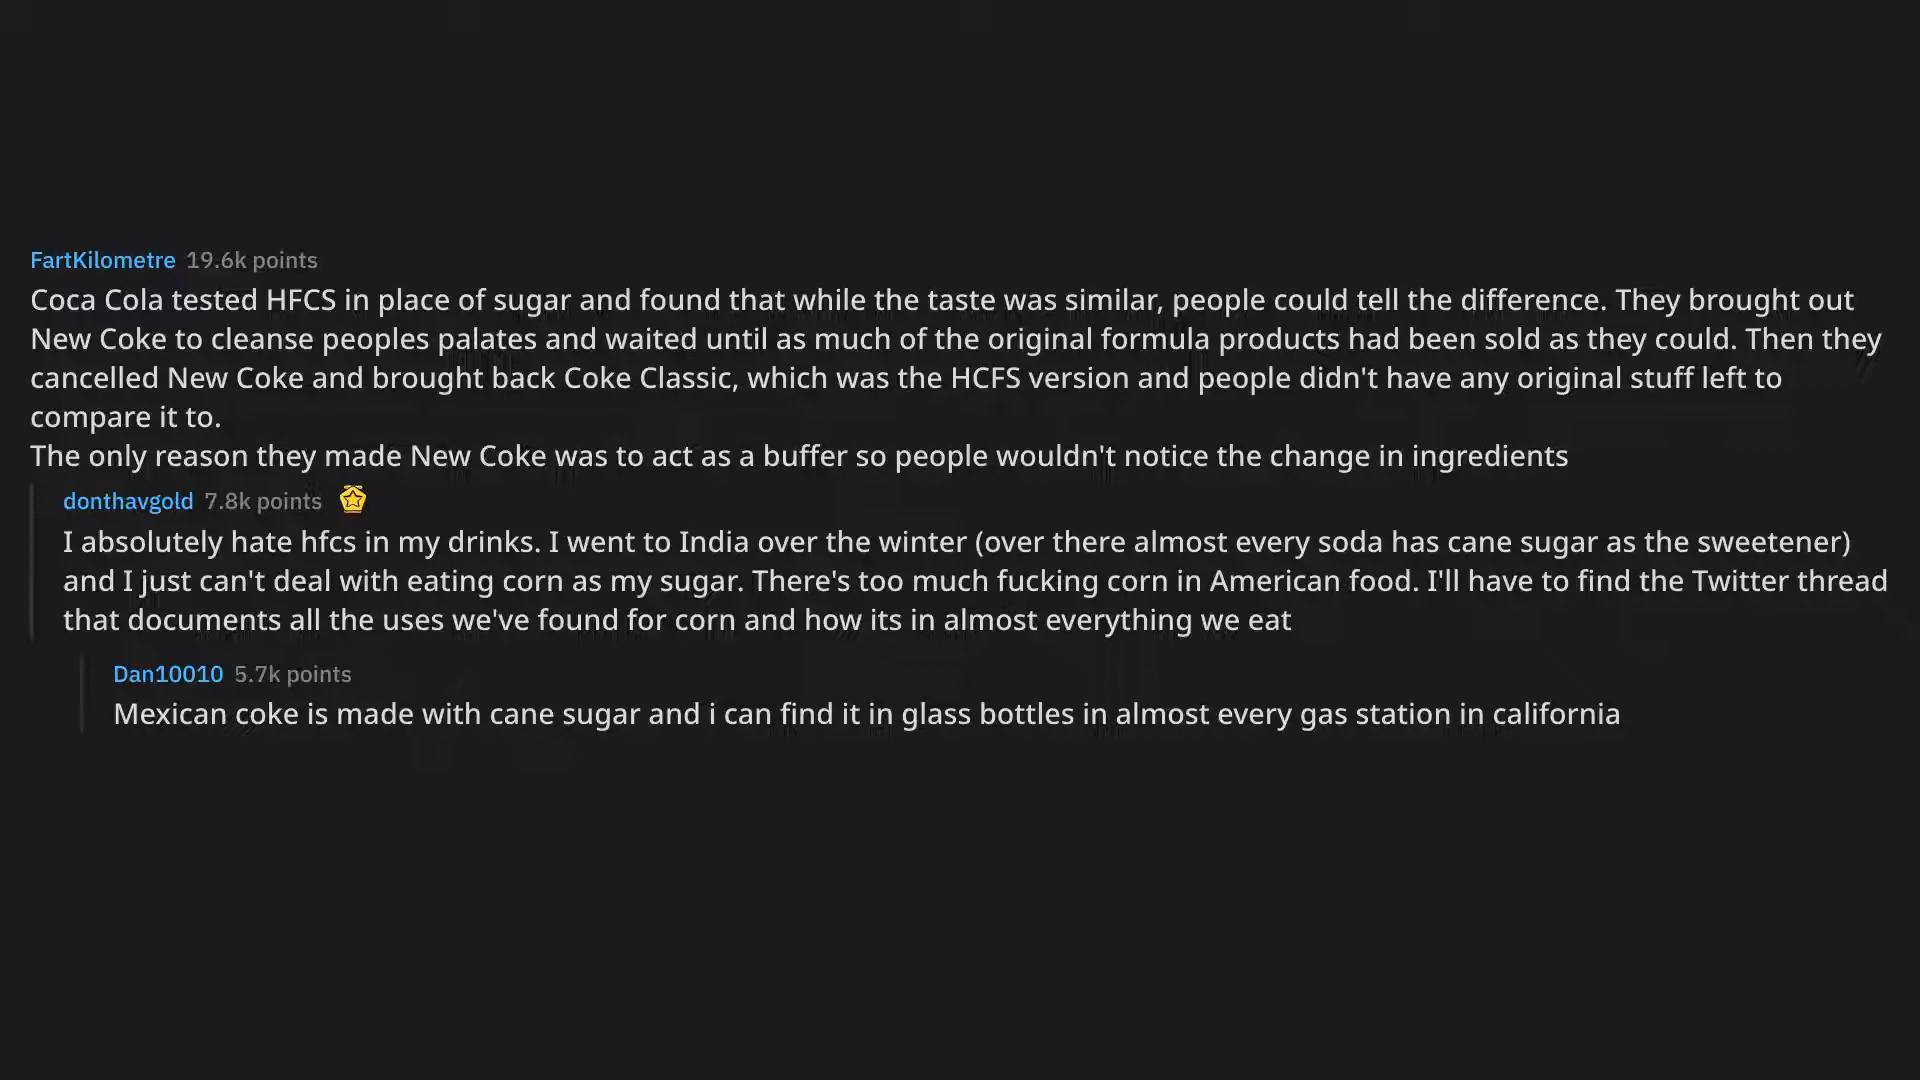 FartKilometre 19.6k points
Coca Cola tested HFCS in place of sugar and found that while the taste was similar, people could tell the difference. They brought out
New Coke to cleanse peoples palates and waited until as much of the original formula products had been sold as they could. Then they
cancelled New Coke and brought back Coke Classic, which was the HCFS version and people didn't have any original stuff left to
compare it to.
The only reason they made New Coke was to act as a buffer so people wouldn't notice the change in ingredients
donthavgold 7.8k points
I absolutely hate hfcs in my drinks. I went to India over the winter (over there almost every soda has cane sugar as the sweetener)
and I just can't deal with eating corn as my sugar. There's too much fucking corn in American food. I'll have to find the Twitter thread
that documents all the uses we've found for corn and how its in almost everything we eat
Dan10010 5.7k points
Mexican coke is made with cane sugar and i can find it in glass bottles in almost every gas station in california